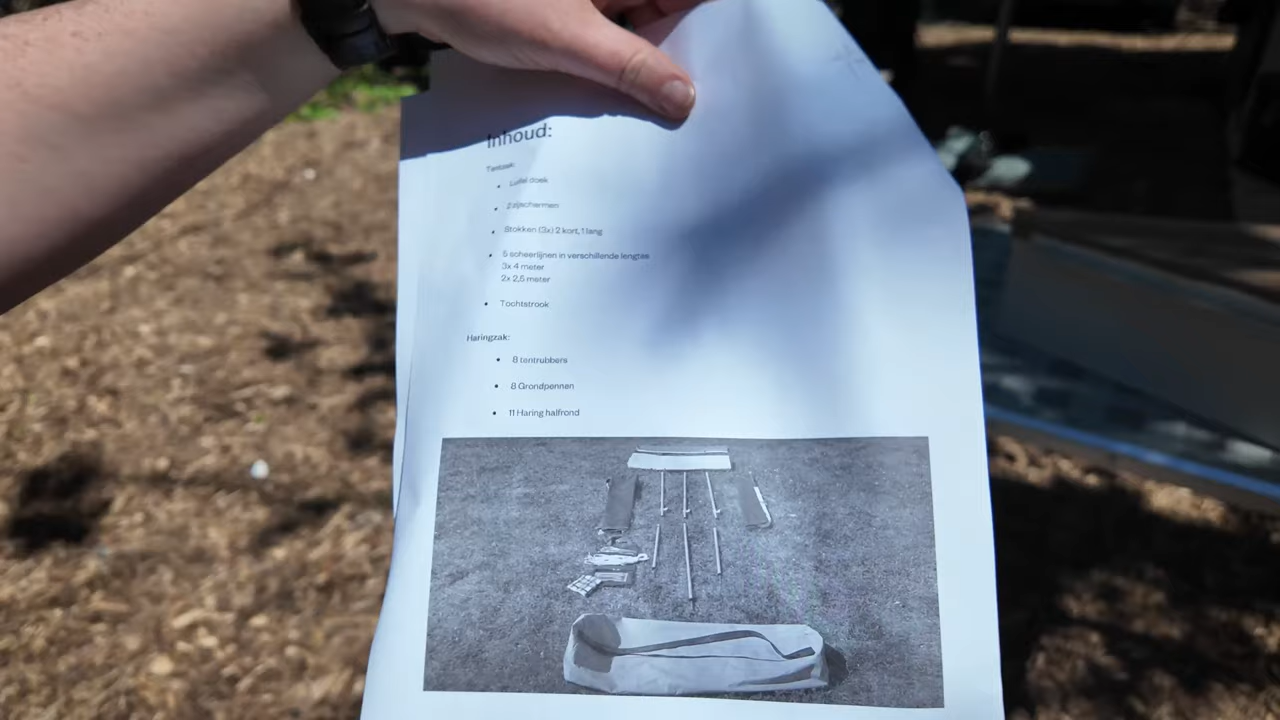 Inhoud:
Tentzak:
Luifel doek
2 zijschermen
Stokken (3x) 2 kort, 1 lang
5 scheerlijnen in verschillende lengtes
3x 4 meter
2x 2,5 meter
Tochtstrook
Haringzak:
8 tentrubbers
8 Grondpennen
11 Haring halfrond